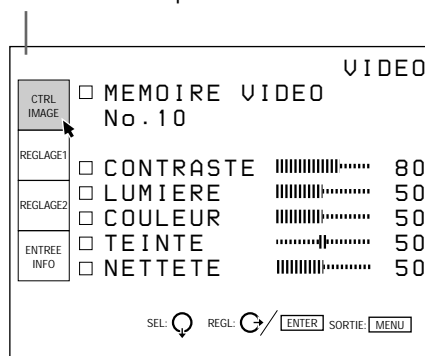 VIDEO
CTRL
IMAGE
MEMOIRE VIDEO
No.10
REGLAGE1
REGLAGE2
ENTREE
INFO
CONTRASTE 80
LUMIERE 50
COULEUR 50
TEINTE 50
NETTETE 50
SEL: REGL: / ENTER SORTIE: MENU